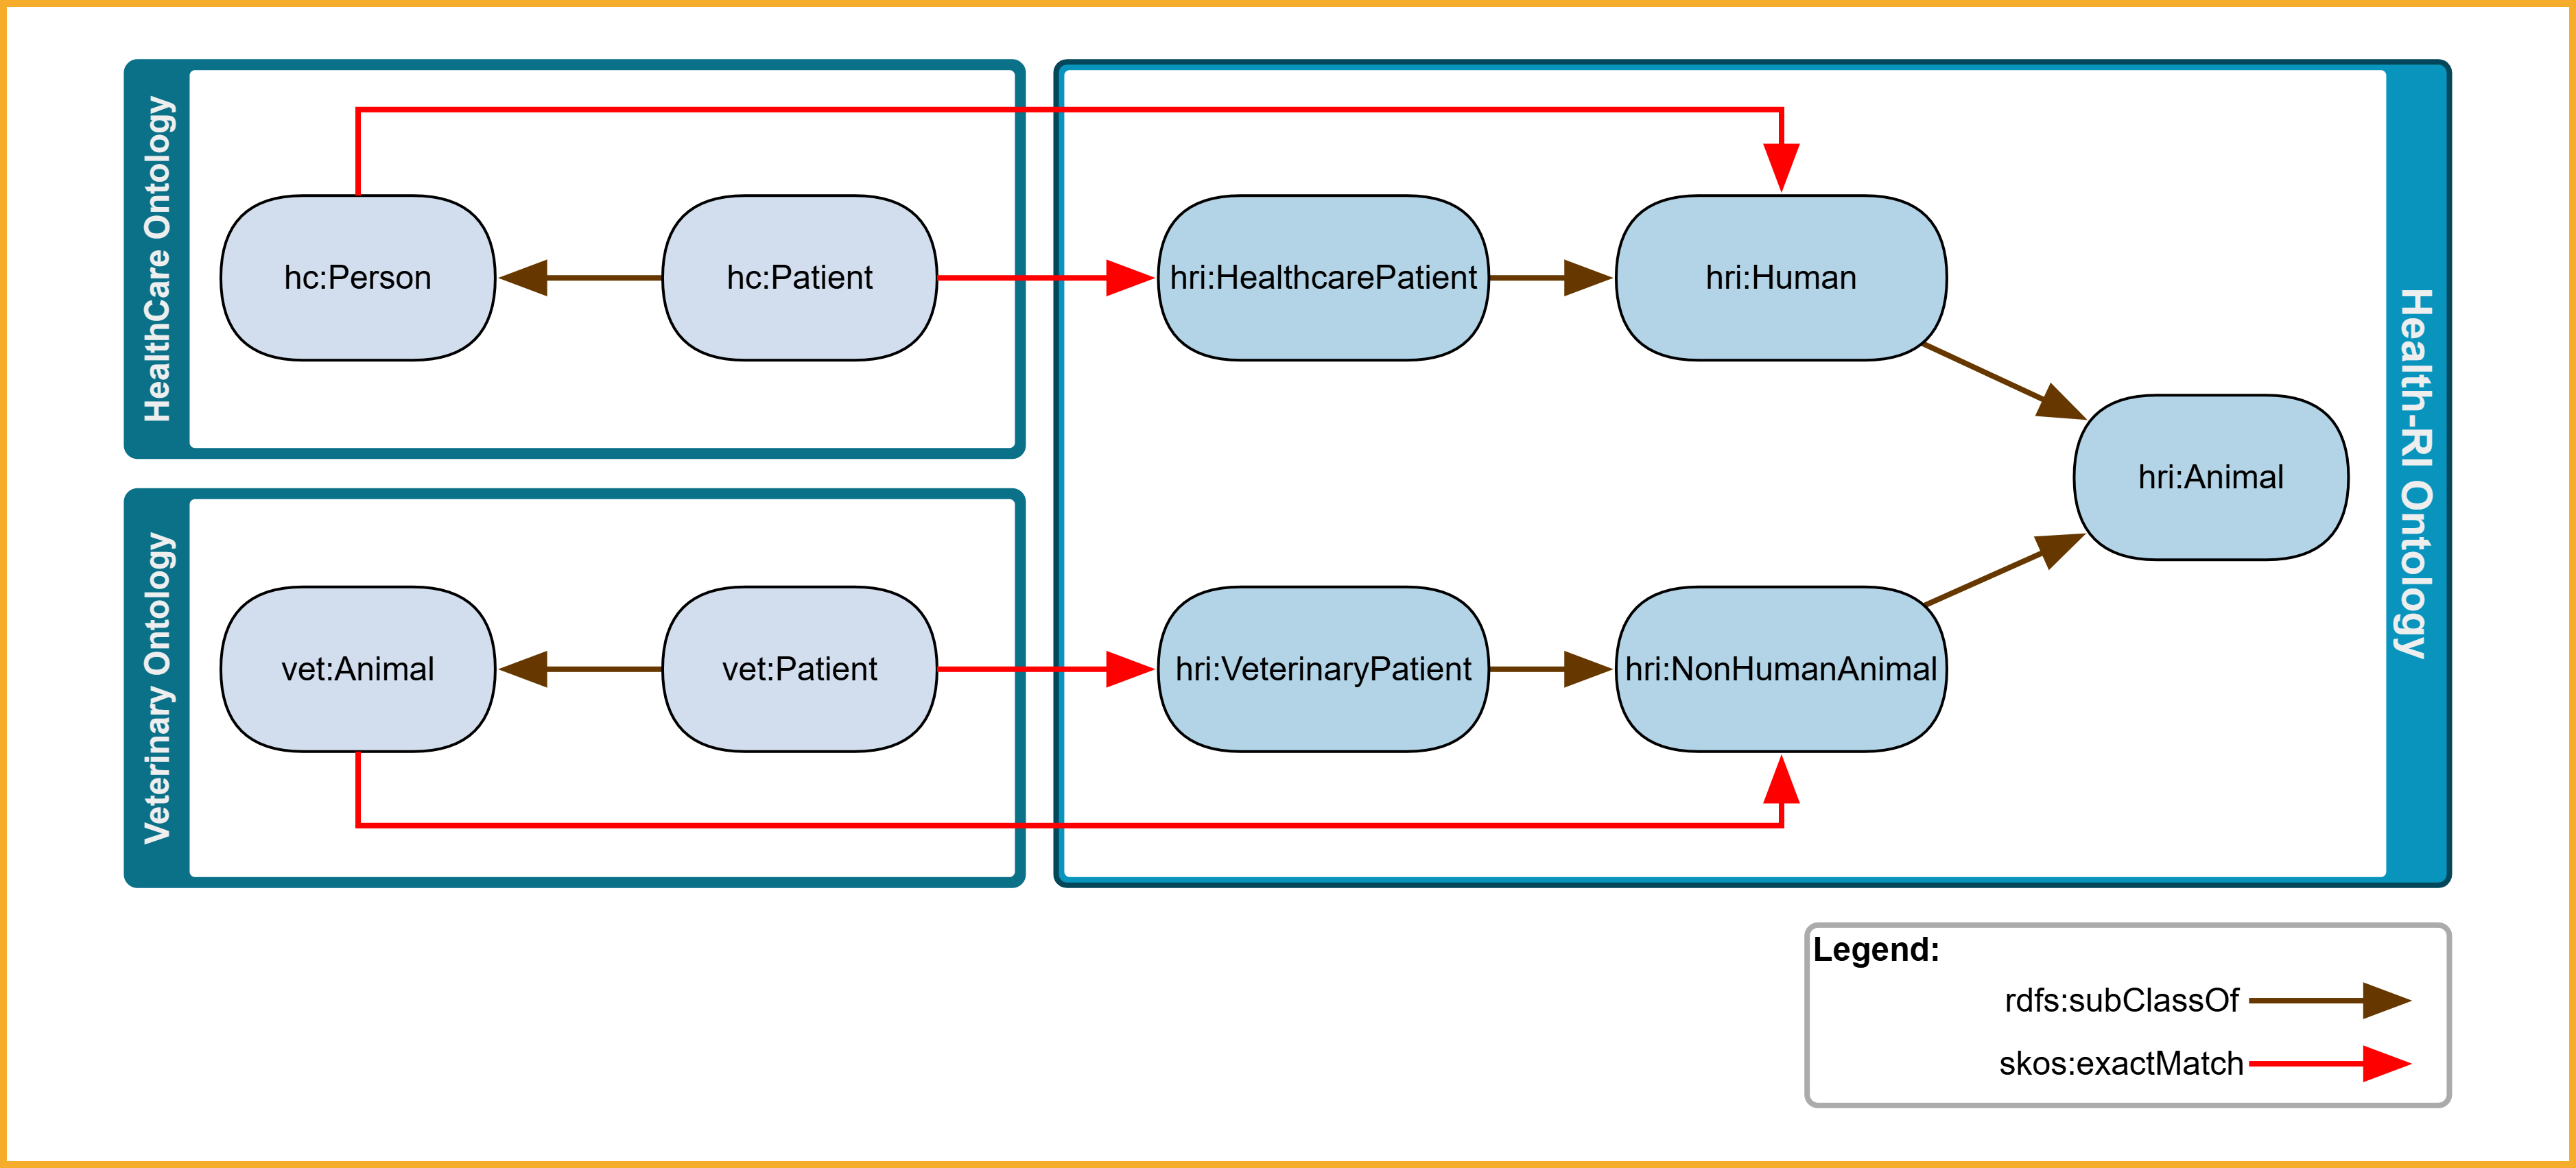 HealthCare Ontology
hc:Person
hc:Patient
hri:HealthcarePatient
hri:Human
hri:Animal
Health-RI Ontology
Veterinary Ontology
vet:Animal
vet:Patient
hri:VeterinaryPatient
hri:NonHumanAnimal
Legend:
rdfs:subClassOf
skos:exactMatch